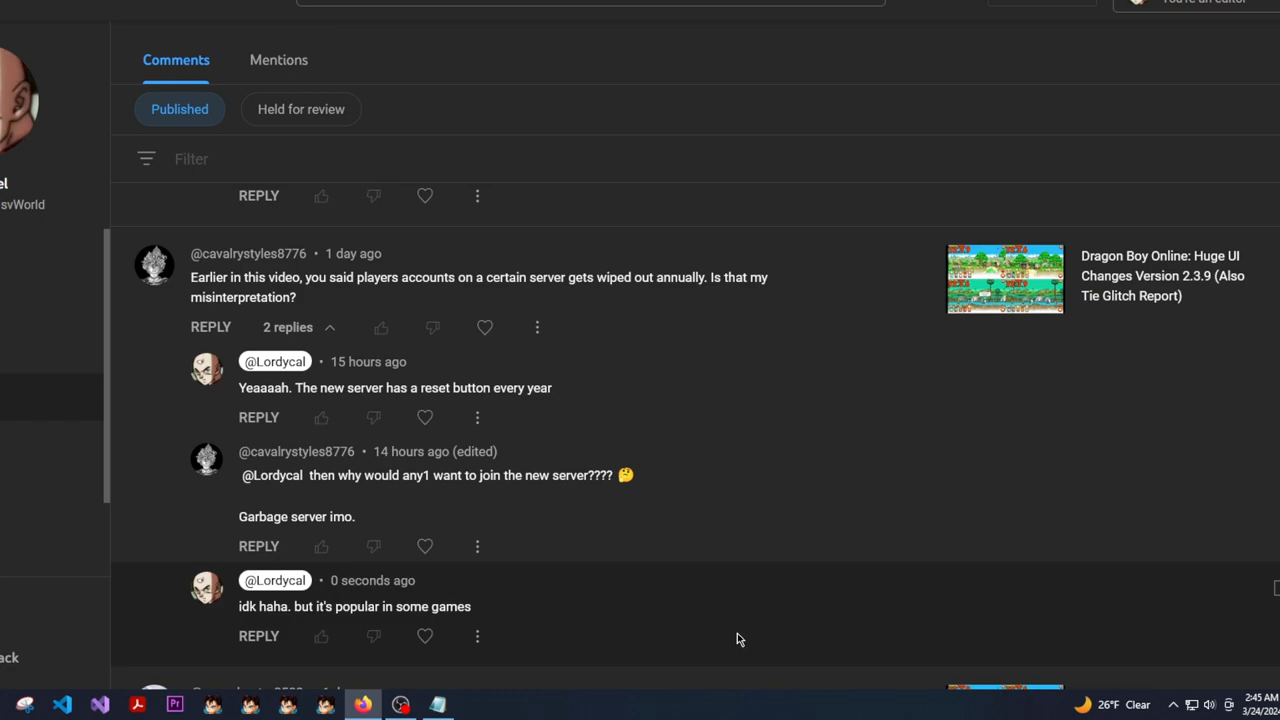 You're an editor
Comments
Mentions
Published
Held for review
Filter
el
svWorld
REPLY
@cavalrystyles8776 • 1 day ago
Earlier in this video, you said players accounts on a certain server gets wiped out annually. Is that my
misinterpretation?
Dragon Boy Online: Huge UI
Changes Version 2.3.9 (Also
Tie Glitch Report)
REPLY 2 replies
@Lordycal • 15 hours ago
Yeaaaah. The new server has a reset button every year
REPLY
@cavalrystyles8776 • 14 hours ago (edited)
@Lordycal then why would any1 want to join the new server???? 🤔
Garbage server imo.
REPLY
@Lordycal • 0 seconds ago
idk haha. but it's popular in some games
REPLY
ack
Pr
26°F Clear
2:45 AM
3/24/202